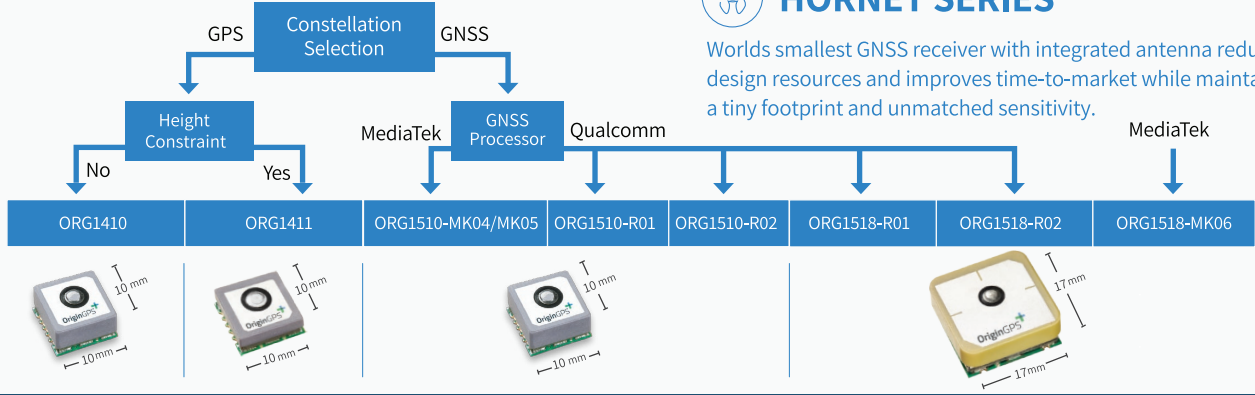 HORNET SERIES
Worlds smallest GNSS receiver with integrated antenna
design resources and improves time-to-market while
a tiny footprint and unmatched sensitivity.
Constellation
Selection
GPS
GNSS
Height
Constraint
No
Yes
GNSS
Processor
MediaTek
Qualcomm
MediaTek
ORG1410
ORG1411
ORG1510-MK04/MK05
ORG1510-R01
ORG1510-R02
ORG1518-R01
ORG1518-R02
ORG1518-MK06
OriginGPS
10 mm
10 mm
OriginGPS
10 mm
10 mm
OriginGPS
10 mm
10 mm
OriginGPS
17mm
17mm